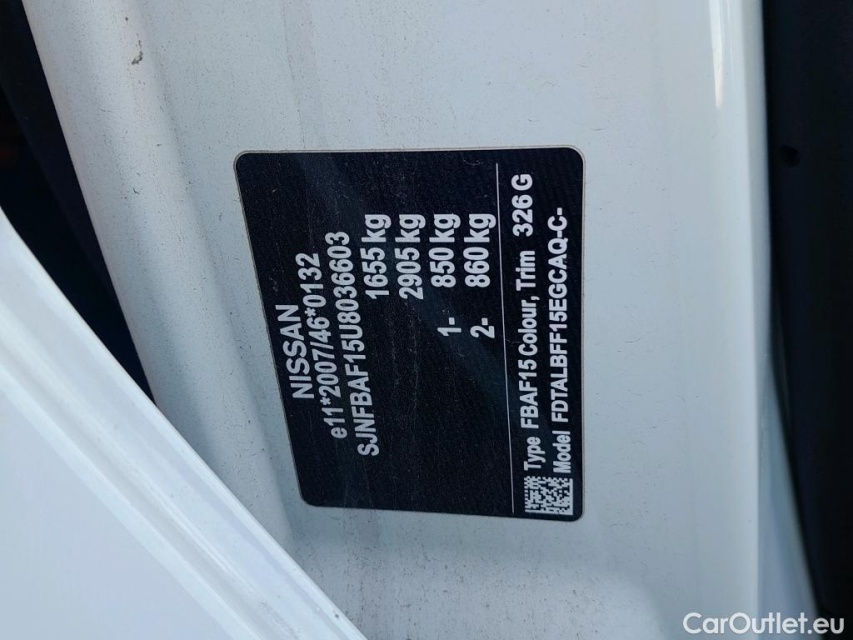 NISSAN
e11*2007/46*0132
SJNFBAF15U8036603
1655 kg
2905 kg
1- 850 kg
2- 860 kg
Type FBAF15 Colour, Trim 326 G
Model FDTALBFF15EGCAQ-C-
CarOutlet.eu